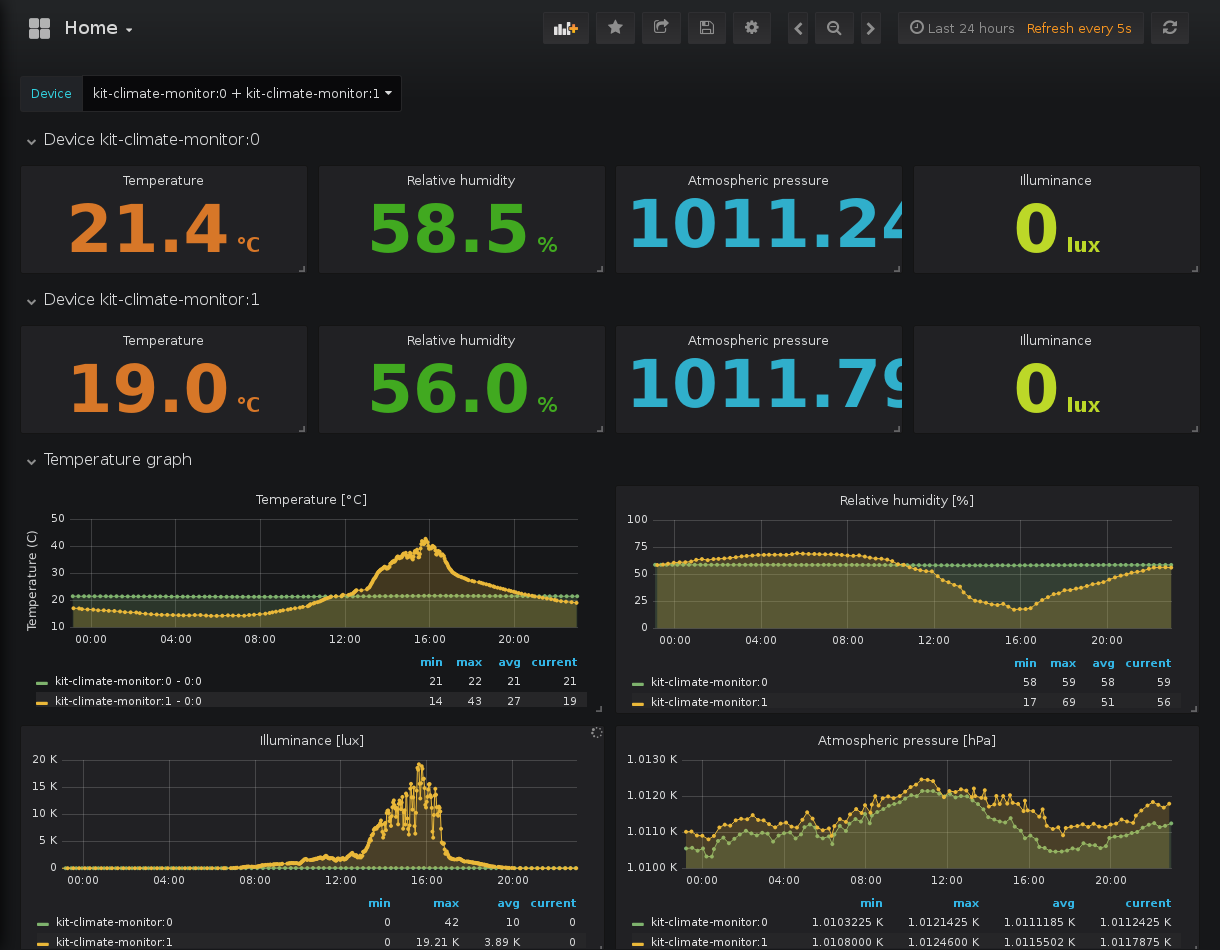 Home
Last 24 hours Refresh every 5s
Device kit-climate-monitor:0 + kit-climate-monitor:1
Device kit-climate-monitor:0
Temperature Relative humidity Atmospheric pressure Illuminance
21.4 °C 58.5 % 1011.24 0 lux
Device kit-climate-monitor:1
Temperature Relative humidity Atmospheric pressure Illuminance
19.0 °C 56.0 % 1011.79 0 lux
Temperature graph
Temperature [°C]
Temperature (C)
50
40
30
20
10
00:00 04:00 08:00 12:00 16:00 20:00
min max avg current
kit-climate-monitor:0 - 0:0 21 22 21 21
kit-climate-monitor:1 - 0:0 14 43 27 19
Relative humidity [%]
100
75
50
25
0
00:00 04:00 08:00 12:00 16:00 20:00
min max avg current
kit-climate-monitor:0 58 59 58 59
kit-climate-monitor:1 17 69 51 56
Illuminance [lux]
20 K
15 K
10 K
5 K
0
00:00 04:00 08:00 12:00 16:00 20:00
min max avg current
kit-climate-monitor:0 0 42 10 0
kit-climate-monitor:1 0 19.21 K 3.89 K 0
Atmospheric pressure [hPa]
1.0130 K
1.0120 K
1.0110 K
1.0100 K
00:00 04:00 08:00 12:00 16:00 20:00
min max avg current
kit-climate-monitor:0 1.0103225 K 1.0121425 K 1.0111185 K 1.0112425 K
kit-climate-monitor:1 1.0108000 K 1.0124600 K 1.0115502 K 1.0117875 K